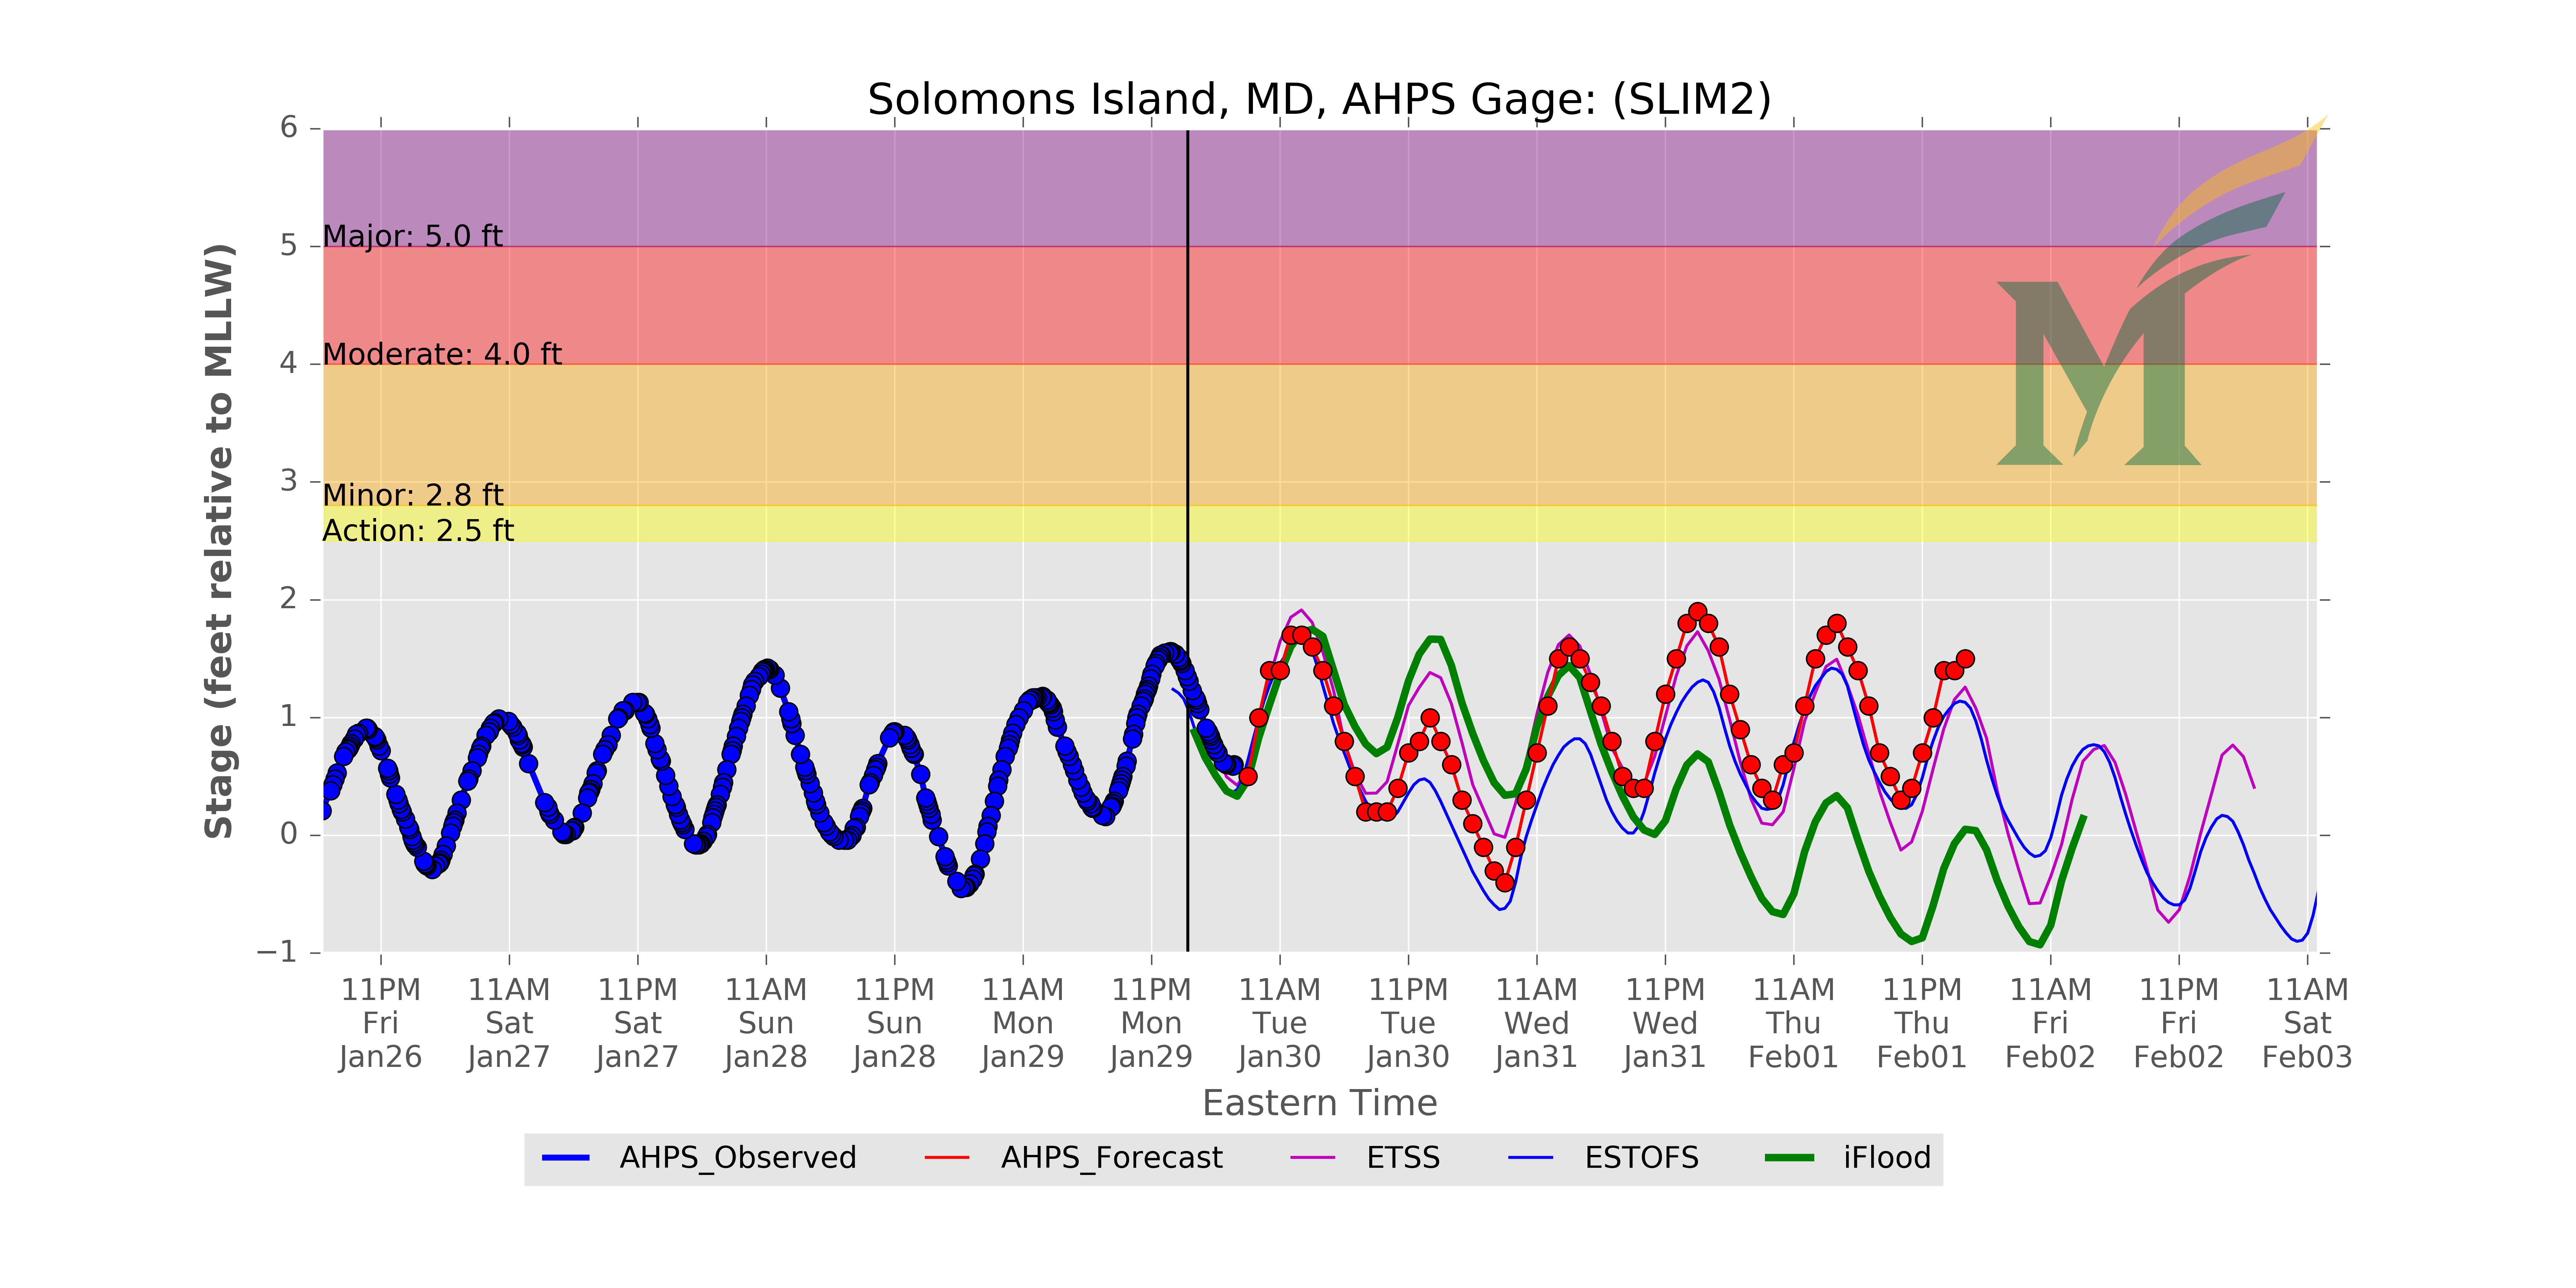 Solomons Island, MD, AHPS Gage: (SLIM2)
Stage (feet relative to MLLW)
6
5
4
3
2
1
0
−1
Major: 5.0 ft
Moderate: 4.0 ft
Minor: 2.8 ft
Action: 2.5 ft
M
11PM 11AM 11PM 11AM 11PM 11AM 11PM 11AM 11PM 11AM 11PM 11AM 11PM 11AM 11PM 11AM
Fri Sat Sat Sun Sun Mon Mon Tue Tue Wed Wed Thu Thu Fri Fri Sat
Jan26 Jan27 Jan27 Jan28 Jan28 Jan29 Jan29 Jan30 Jan30 Jan31 Jan31 Feb01 Feb01 Feb02 Feb02 Feb03
Eastern Time
AHPS_Observed AHPS_Forecast ETSS ESTOFS iFlood